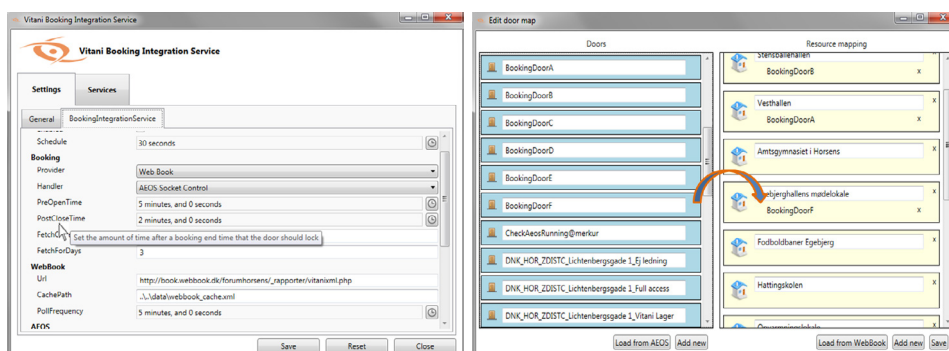 Vitani Booking Integration Service
Vitani Booking Integration Service
Settings
Services
General
BookingIntegrationService
Schedule
30 seconds
Booking
Provider
Web Book
Handler
AEOS Socket Control
PreOpenTime
5 minutes, and 0 seconds
PostCloseTime
2 minutes, and 0 seconds
Set the amount of time after a booking end time that the door should lock
FetchForDays
3
WebBook
Url
http://book.webbook.dk/forumhorsens/_rapporter/vitanixml.php
CachePath
..\..\data\webbook_cache.xml
PollFrequency
5 minutes, and 0 seconds
AEOS
Save
Reset
Close
Edit door map
Doors
BookingDoorA
BookingDoorB
BookingDoorC
BookingDoorD
BookingDoorE
BookingDoorF
CheckAeosRunning@merkur
DNK_HOR_ZDISTC_Lichtenbergsgade 1_Ej ledning
DNK_HOR_ZDISTC_Lichtenbergsgade 1_Full access
DNK_HOR_ZDISTC_Lichtenbergsgade 1_Vitani Lager
Load from AEOS
Add new
Resource mapping
Stensballehallen
BookingDoorB x
Vesthallen x
BookingDoorA x
Amtsgymnasiet i Horsens x
mødelokale x
BookingDoorF x
Fodboldbaner Egebjerg x
Hattingskolen x
x
Load from WebBook
Add new
Save